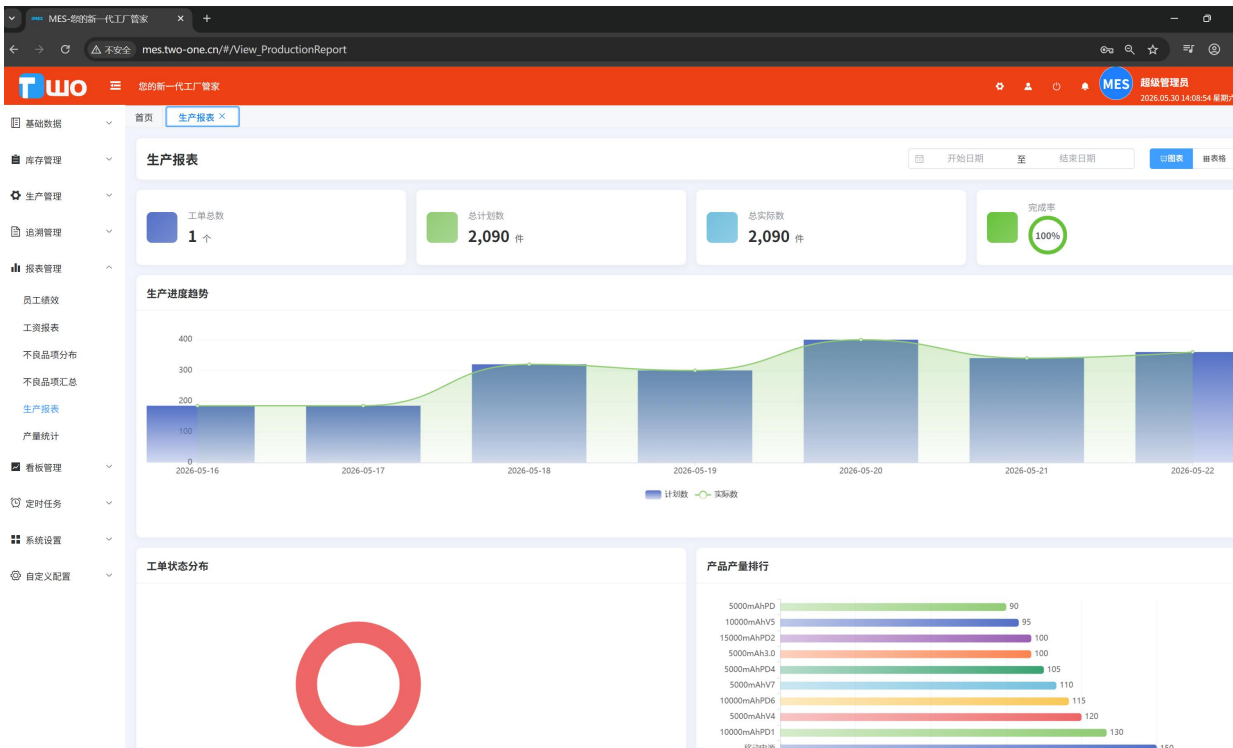 MES-您的新一代工厂管家
不安全 mes.two-one.cn/#/View_ProductionReport
Two 您的新一代工厂管家 MES 超级管理员
2026.05.30 14:08:54 星期六
基础数据
库存管理
生产管理
追溯管理
报表管理
员工绩效
工资报表
不良品项分布
不良品项汇总
生产报表
产量统计
看板管理
定时任务
系统设置
自定义配置
首页 生产报表
生产报表 开始日期 至 结束日期 图表 表格
工单总数
1 个
总计划数
2,090 件
总实际数
2,090 件
完成率
100%
生产进度趋势
400
300
200
100
0
2026-05-16 2026-05-17 2026-05-18 2026-05-19 2026-05-20 2026-05-21 2026-05-22
计划数 实际数
工单状态分布
产品产量排行
5000mAhPD 90
10000mAhV5 95
15000mAhPD2 100
5000mAh3.0 100
5000mAhPD4 105
5000mAhV7 110
10000mAhPD6 115
5000mAhV4 120
10000mAhPD1 130
移动电源 150